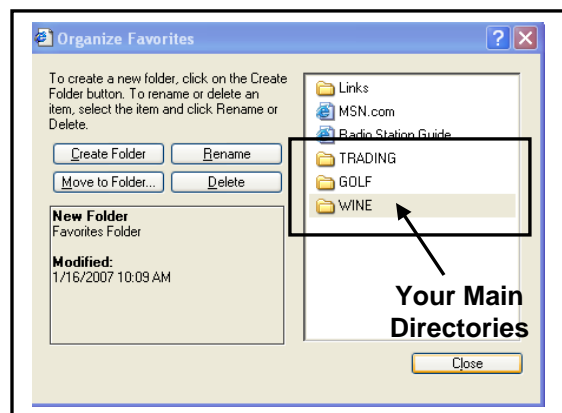 Organize Favorites
To create a new folder, click on the Create
Folder button. To rename or delete an
item, select the item and click Rename or
Delete.
Create Folder
Rename
Move to Folder...
Delete
New Folder
Favorites Folder
Modified:
1/16/2007 10:09 AM
Links
MSN.com
Radio Station Guide
TRADING
GOLF
WINE
Your Main
Directories
Close